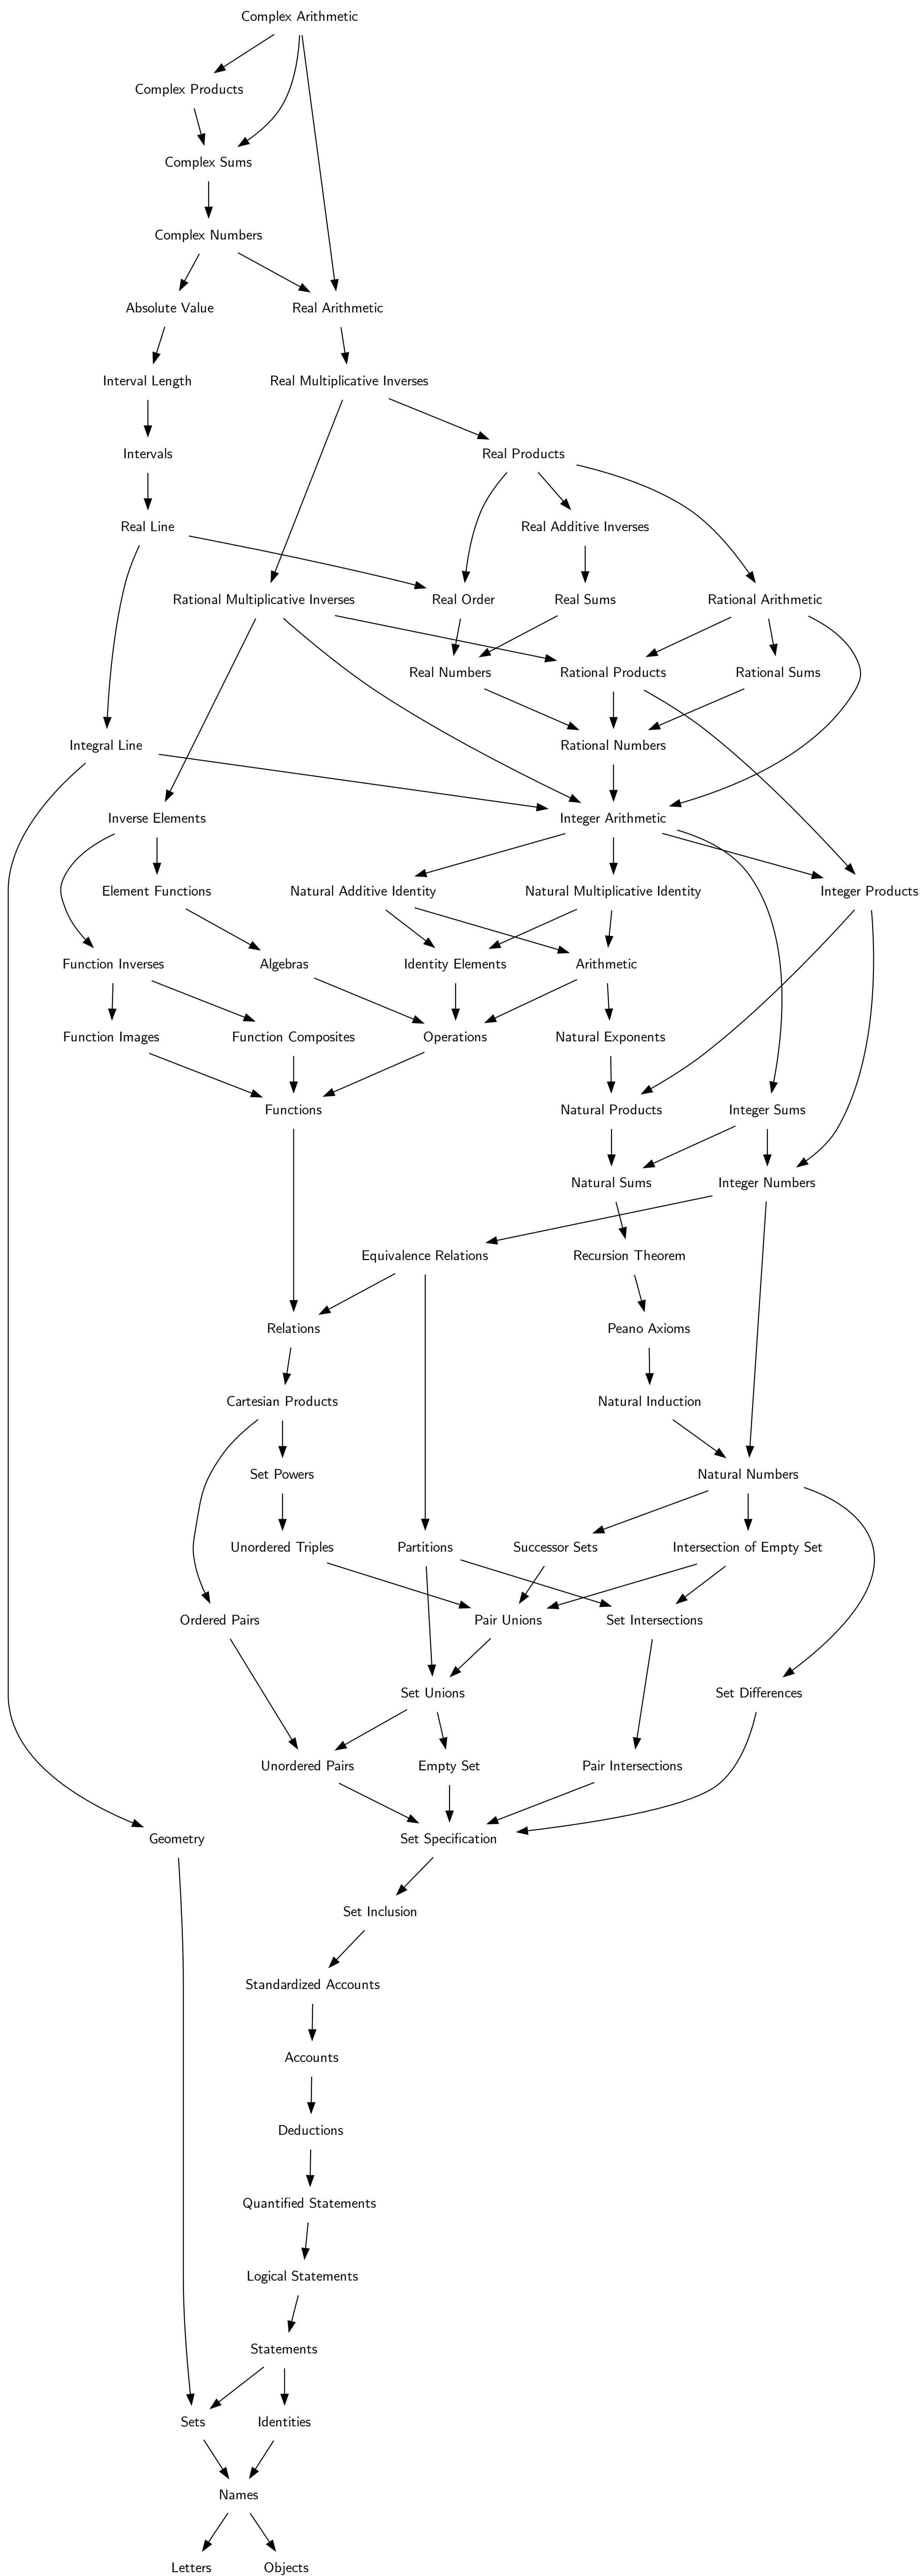 Complex Arithmetic
Complex Products
Complex Sums
Complex Numbers
Absolute Value
Real Arithmetic
Interval Length
Real Multiplicative Inverses
Intervals
Real Products
Real Line
Real Additive Inverses
Rational Multiplicative Inverses
Real Order
Real Sums
Rational Arithmetic
Real Numbers
Rational Products
Rational Sums
Integral Line
Rational Numbers
Inverse Elements
Integer Arithmetic
Element Functions
Natural Additive Identity
Natural Multiplicative Identity
Integer Products
Function Inverses
Algebras
Identity Elements
Arithmetic
Function Images
Function Composites
Operations
Natural Exponents
Functions
Natural Products
Integer Sums
Natural Sums
Integer Numbers
Equivalence Relations
Recursion Theorem
Relations
Peano Axioms
Cartesian Products
Natural Induction
Set Powers
Natural Numbers
Unordered Triples
Partitions
Successor Sets
Intersection of Empty Set
Ordered Pairs
Pair Unions
Set Intersections
Set Unions
Set Differences
Unordered Pairs
Empty Set
Pair Intersections
Geometry
Set Specification
Set Inclusion
Standardized Accounts
Accounts
Deductions
Quantified Statements
Logical Statements
Statements
Sets
Identities
Names
Letters
Objects